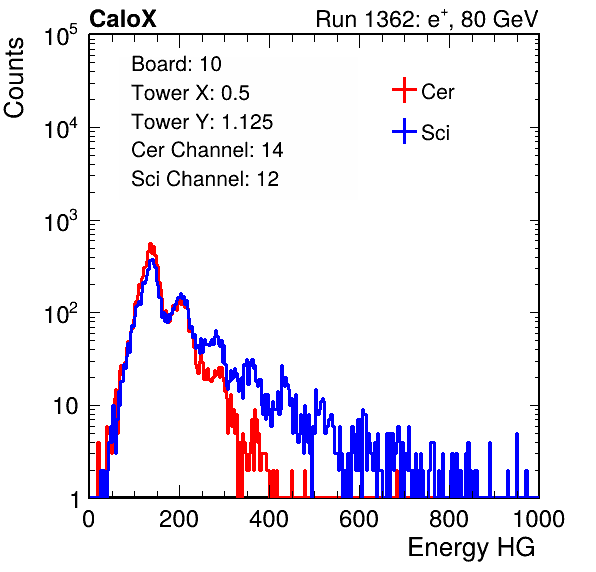 CaloX Run 1362: e⁺, 80 GeV
Counts
Board: 10
Tower X: 0.5
Tower Y: 1.125
Cer Channel: 14
Sci Channel: 12
Cer
Sci
10⁵
10⁴
10³
10²
10
1
0 200 400 600 800 1000
Energy HG